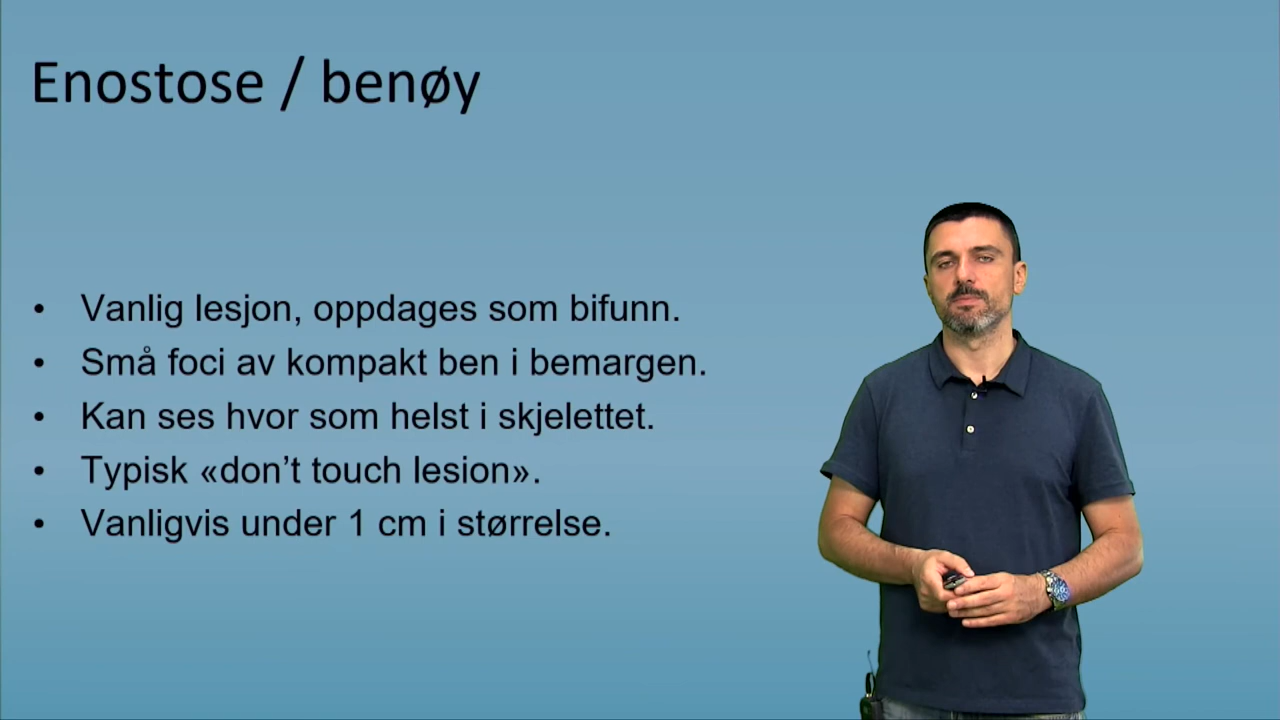 Enostose / benøy
• Vanlig lesjon, oppdages som bifunn.
• Små foci av kompakt ben i bemargen.
• Kan ses hvor som helst i skjelettet.
• Typisk «don’t touch lesion».
• Vanligvis under 1 cm i størrelse.